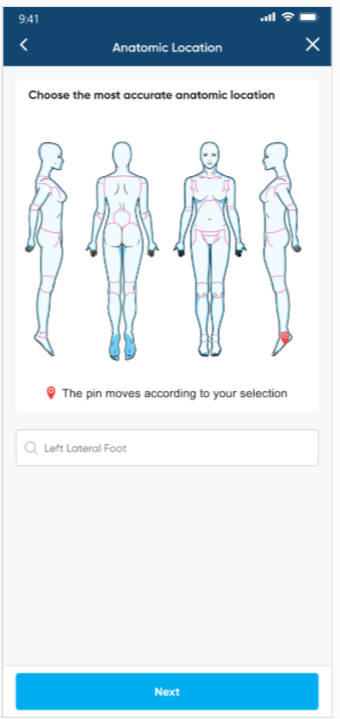 9:41
Anatomic Location
Choose the most accurate anatomic location
The pin moves according to your selection
Left Lateral Foot
Next